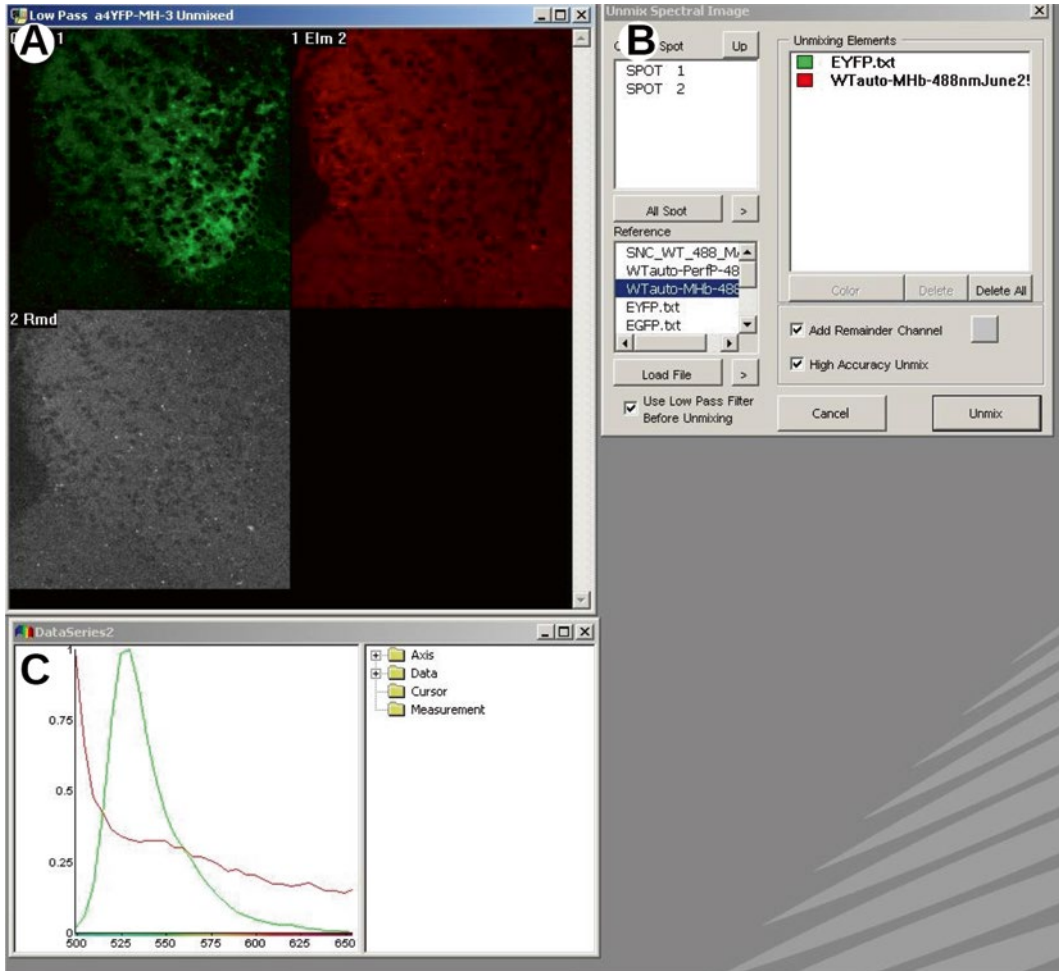 Low Pass a4YFP-MH-3 Unmixed
A
1
1 Elm 2
2 Rmd
Unmix Spectral Image
B
Spot
Up
SPOT 1
SPOT 2
All Spot
>
Reference
SNC_WT_488_M
WTauto-PerfP-48
WTauto-MHb-488
EYFP.txt
EGFP.txt
Load File
>
Use Low Pass Filter
Before Unmixing
Unmixing Elements
EYFP.txt
WTauto-MHb-488nmJune2
Color
Delete
Delete All
Add Remainder Channel
High Accuracy Unmix
Cancel
Unmix
DataSeries2
C
1
0.75
0.5
0.25
0
500
525
550
575
600
625
650
Axis
Data
Cursor
Measurement